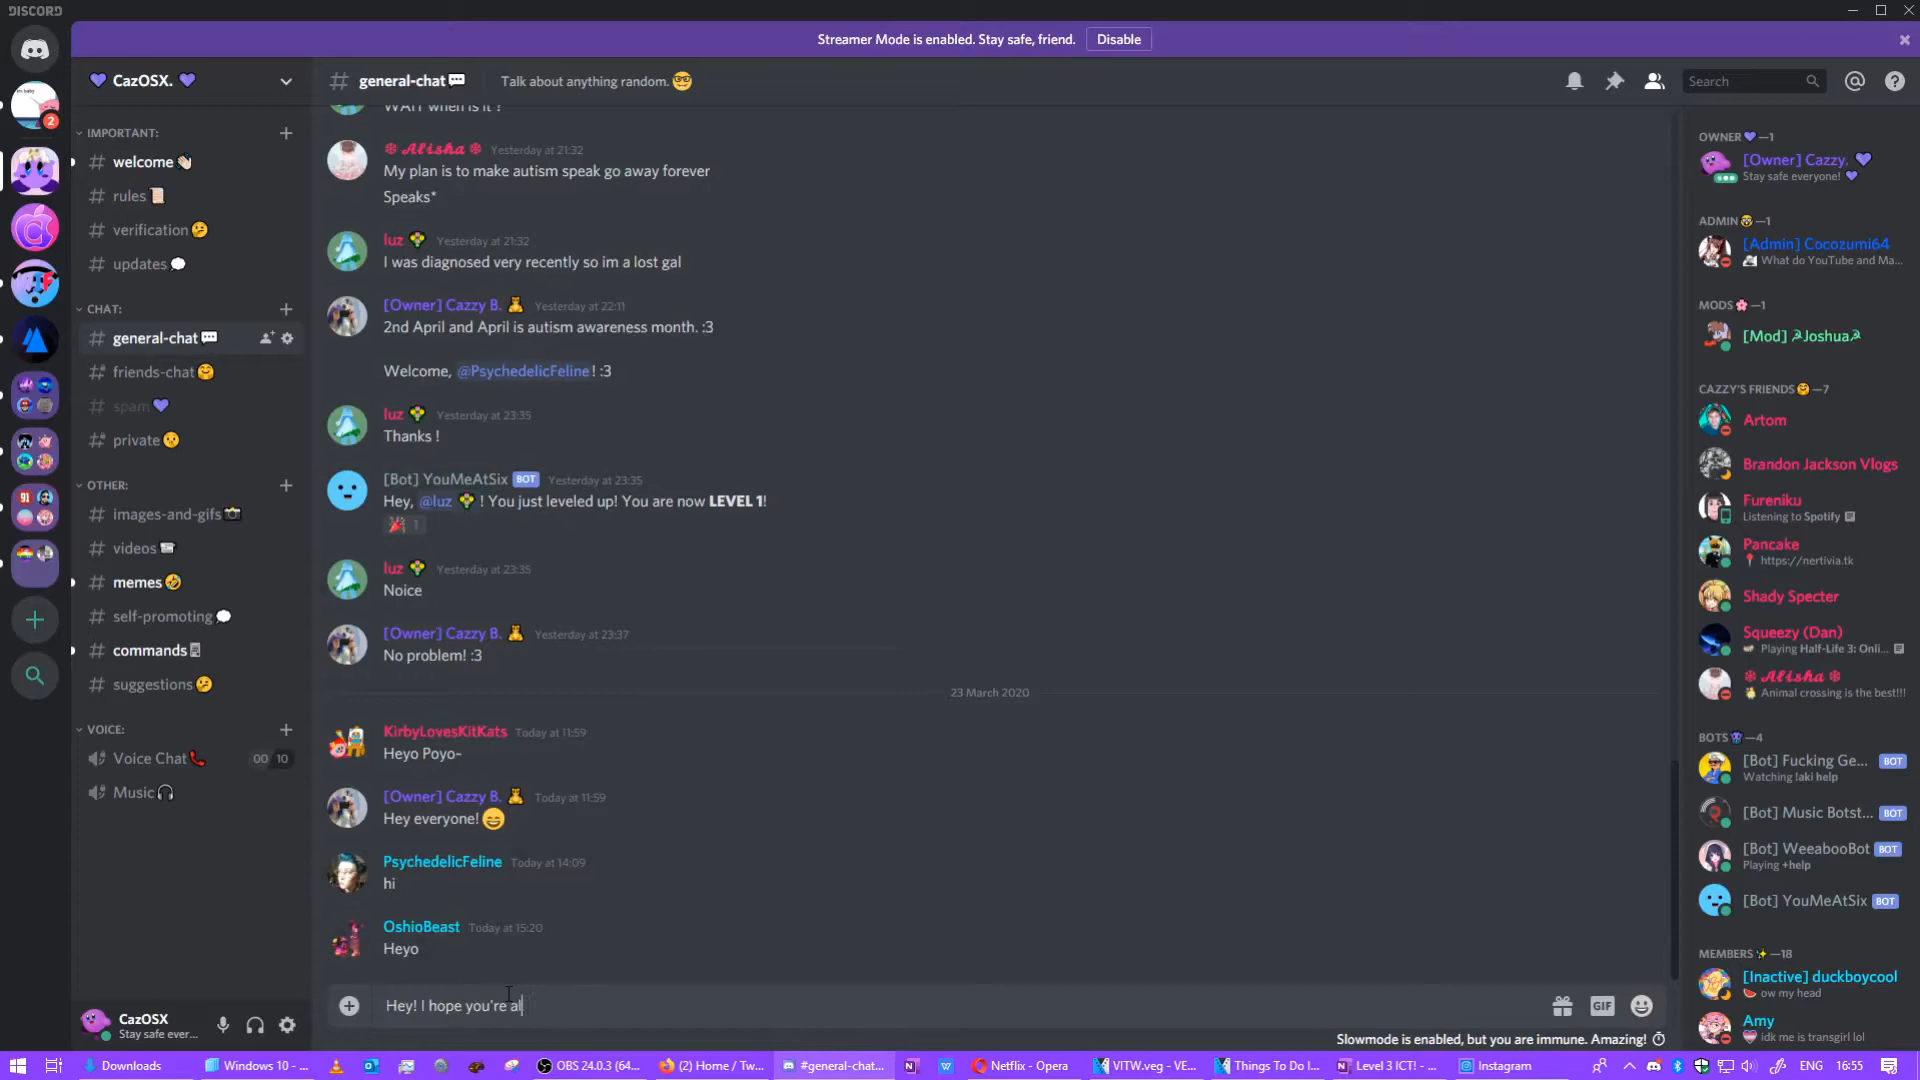 DISCORD
Streamer Mode is enabled. Stay safe, friend.
Disable
CazOSX.
general-chat
Talk about anything random.
Search
2
IMPORTANT:
welcome
rules
verification
updates
CHAT:
general-chat
friends-chat
spam
private
OTHER:
images-and-gifs
videos
memes
self-promoting
commands
suggestions
VOICE:
Voice Chat
00 10
Music
CazOSX
Stay safe ever...
WAIT when is it ?
Alisha Yesterday at 21:32
My plan is to make autism speak go away forever
Speaks*
luz Yesterday at 21:32
I was diagnosed very recently so im a lost gal
[Owner] Cazzy B. Yesterday at 22:11
2nd April and April is autism awareness month. :3
Welcome, @PsychedelicFeline ! :3
luz Yesterday at 23:35
Thanks !
[Bot] YouMeAtSix BOT Yesterday at 23:35
Hey, @luz ! You just leveled up! You are now LEVEL 1!
1
luz Yesterday at 23:35
Noice
[Owner] Cazzy B. Yesterday at 23:37
No problem! :3
23 March 2020
KirbyLovesKitKats Today at 11:59
Heyo Poyo~
[Owner] Cazzy B. Today at 11:59
Hey everyone!
PsychedelicFeline Today at 14:09
hi
OshioBeast Today at 15:20
Heyo
Hey! I hope you're al
GIF
Slowmode is enabled, but you are immune. Amazing!
OWNER —1
[Owner] Cazzy.
Stay safe everyone!
ADMIN —1
[Admin] Cocozumi64
What do YouTube and Ma...
MODS —1
[Mod] ☭Joshua☭
CAZZY'S FRIENDS —7
Artom
Brandon Jackson Vlogs
Fureniku
Listening to Spotify
Pancake
https://nertivia.tk
Shady Specter
Squeezy (Dan)
Playing Half-Life 3: Onli...
Alisha
Animal crossing is the best!!!
BOTS —4
[Bot] Fucking Ge... BOT
Watching !aki help
[Bot] Music Botst... BOT
[Bot] WeeabooBot BOT
Playing +help
[Bot] YouMeAtSix BOT
MEMBERS —18
[Inactive] duckboycool
ow my head
Amy
idk me is transgirl lol
Downloads
Windows 10 - ...
OBS 24.0.3 (64...
(2) Home / Tw...
#general-chat...
Netflix - Opera
VITW.veg - VE...
Things To Do I...
Level 3 ICT! - ...
Instagram
ENG
16:55